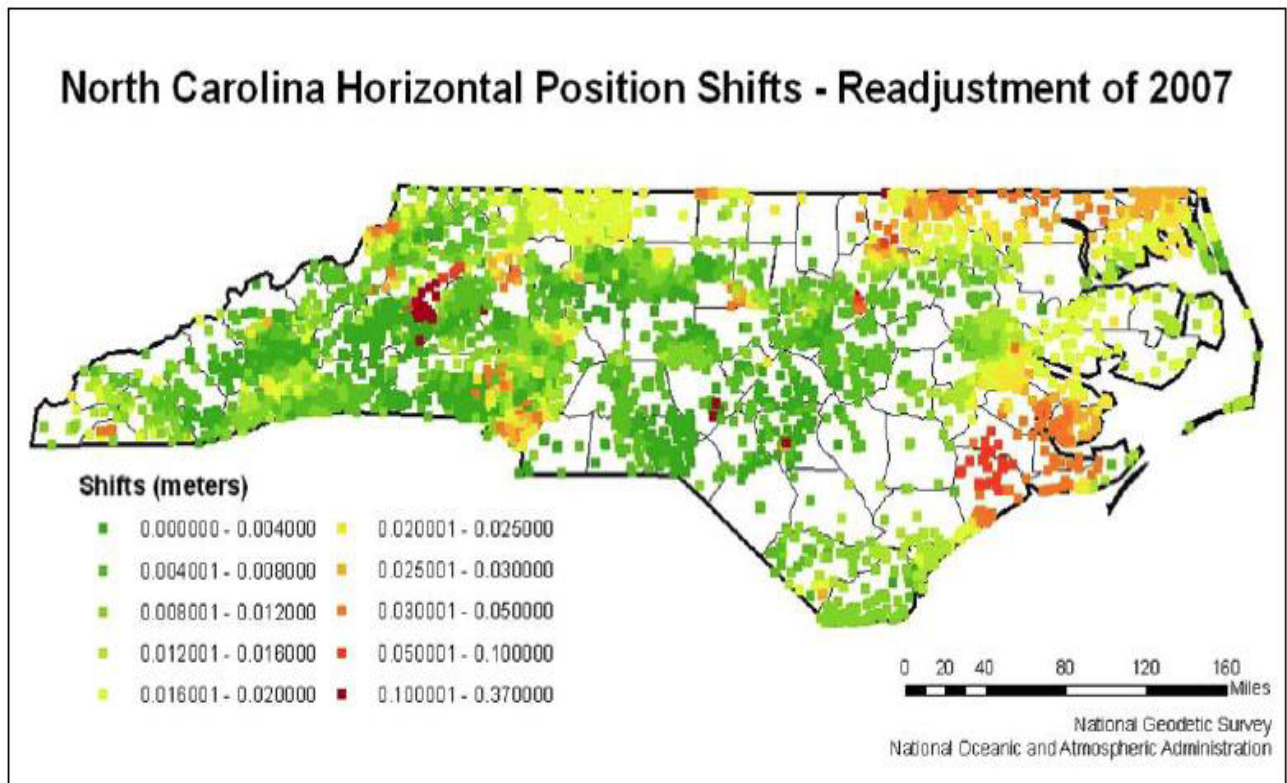 North Carolina Horizontal Position Shifts - Readjustment of 2007
Shifts (meters)
0.000000 - 0.004000
0.004001 - 0.008000
0.008001 - 0.012000
0.012001 - 0.016000
0.016001 - 0.020000
0.020001 - 0.025000
0.025001 - 0.030000
0.030001 - 0.050000
0.050001 - 0.100000
0.100001 - 0.370000
0 20 40 80 120 160
Miles
National Geodetic Survey
National Oceanic and Atmospheric Administration